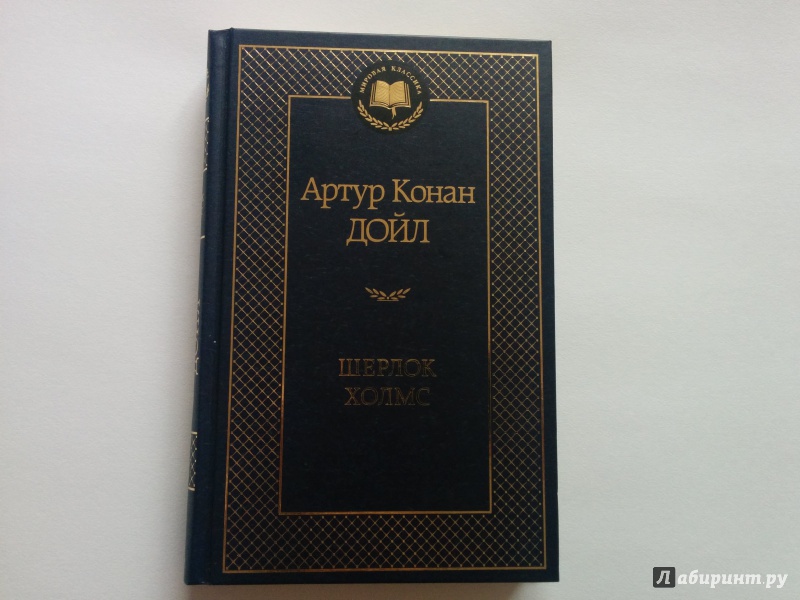 МИРОВАЯ КЛАССИКА
Артур Конан
ДОЙЛ
ШЕРЛОК
ХОЛМС
Лабиринт.ру